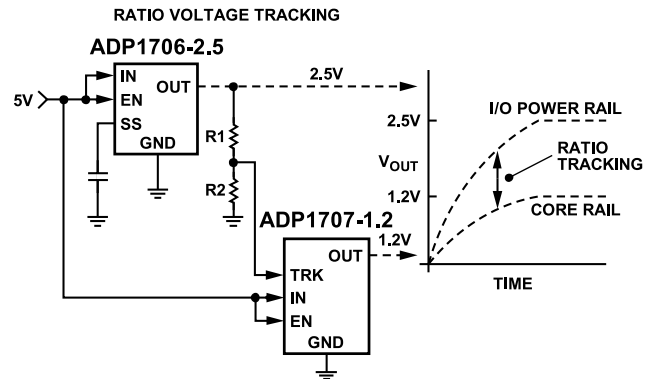 RATIO VOLTAGE TRACKING
ADP1706-2.5
IN
EN
SS
OUT
GND
5V
2.5V
R1
R2
ADP1707-1.2
OUT
TRK
IN
EN
GND
1.2V
2.5V
VOUT
1.2V
I/O POWER RAIL
RATIO
TRACKING
CORE RAIL
TIME